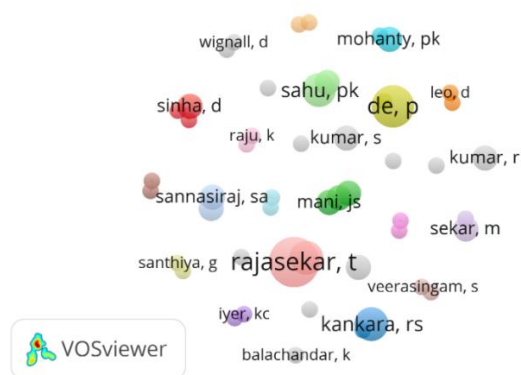 wignall, d
mohanty, pk
sahu, pk
de, p
leo, d
sinha, d
raju, k
kumar, s
kumar, r
sannasiraj, sa
mani, js
sekar, m
santhiya, g
rajasekar, t
veerasingam, s
iyer, kc
kankara, rs
balachandar, k
VOSviewer